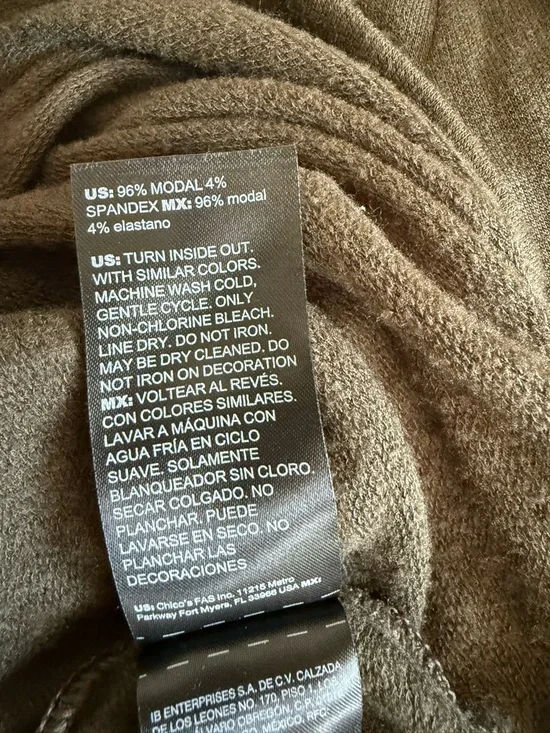 US: 96% MODAL 4%
SPANDEX MX: 96% modal
4% elastano
US: TURN INSIDE OUT.
WITH SIMILAR COLORS.
MACHINE WASH COLD,
GENTLE CYCLE. ONLY
NON-CHLORINE BLEACH.
LINE DRY. DO NOT IRON.
MAY BE DRY CLEANED. DO
NOT IRON ON DECORATION
MX: VOLTEAR AL REVÉS.
CON COLORES SIMILARES.
LAVAR A MÁQUINA CON
AGUA FRÍA EN CICLO
SUAVE. SOLAMENTE
BLANQUEADOR SIN CLORO.
SECAR COLGADO. NO
PLANCHAR. PUEDE
LAVARSE EN SECO. NO
PLANCHAR LAS
DECORACIONES
US: Chico's FAS Inc. 11215 Metro
Parkway Fort Myers, FL 33966 USA MX:
IB ENTERPRISES S.A. DE C.V. CALZADA
DE LOS LEONES NO. 170, PISO 1,
ÁLVARO OBREGÓN, C.P.
MÉXICO. RFC: